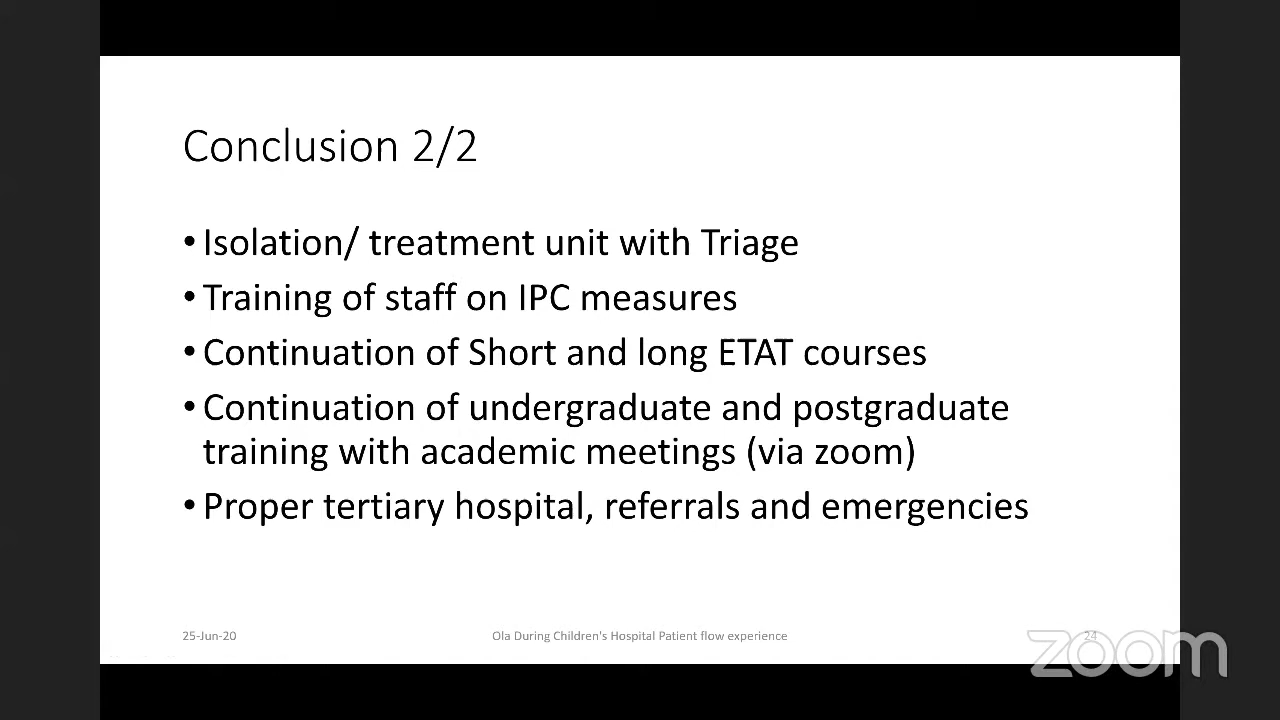 Conclusion 2/2
• Isolation/ treatment unit with Triage
• Training of staff on IPC measures
• Continuation of Short and long ETAT courses
• Continuation of undergraduate and postgraduate
training with academic meetings (via zoom)
• Proper tertiary hospital, referrals and emergencies
25-Jun-20
Ola During Children's Hospital Patient flow experience
24
zoom